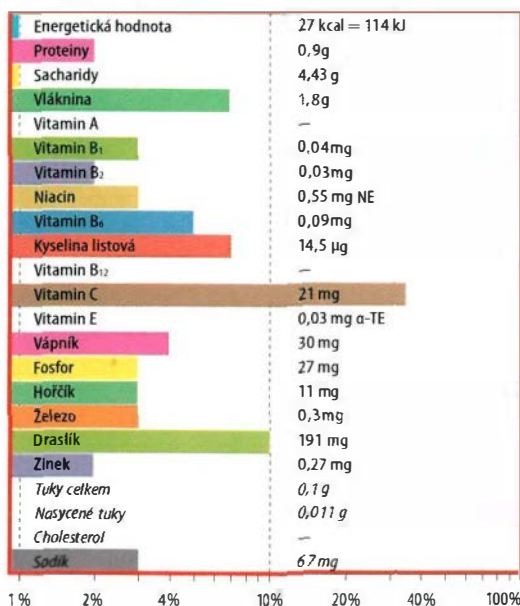 Energetická hodnota 27 kcal = 114 kJ
Proteiny 0,9g
Sacharidy 4,43 g
Vláknina 1,8g
Vitamin A —
Vitamin B₁ 0,04mg
Vitamin B₂ 0,03mg
Niacin 0,55 mg NE
Vitamin B₆ 0,09mg
Kyselina listová 14,5 µg
Vitamin B₁₂ —
Vitamin C 21 mg
Vitamin E 0,03 mg α-TE
Vápník 30 mg
Fosfor 27 mg
Hořčík 11 mg
Železo 0,3mg
Draslík 191 mg
Zinek 0,27 mg
Tuky celkem 0,1g
Nasycené tuky 0,011 g
Cholesterol —
Sodík 67mg
1% 2% 4% 10% 20% 40% 100%